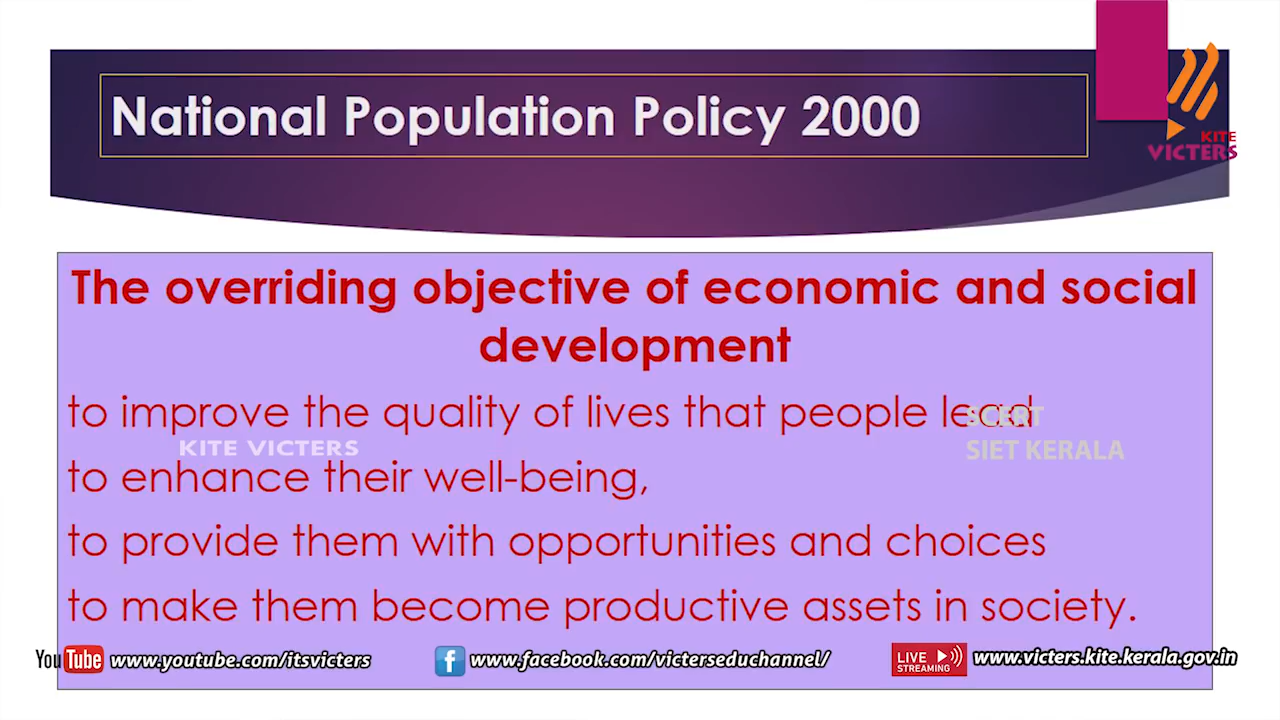 National Population Policy 2000
KITE
VICTERS
The overriding objective of economic and social
development
to improve the quality of lives that people lead
SCERT
KITE VICTERS
SIET KERALA
to enhance their well-being,
to provide them with opportunities and choices
to make them become productive assets in society.
You Tube www.youtube.com/itsvicters
f www.facebook.com/victerseduchannel/
LIVE STREAMING www.victers.kite.kerala.gov.in